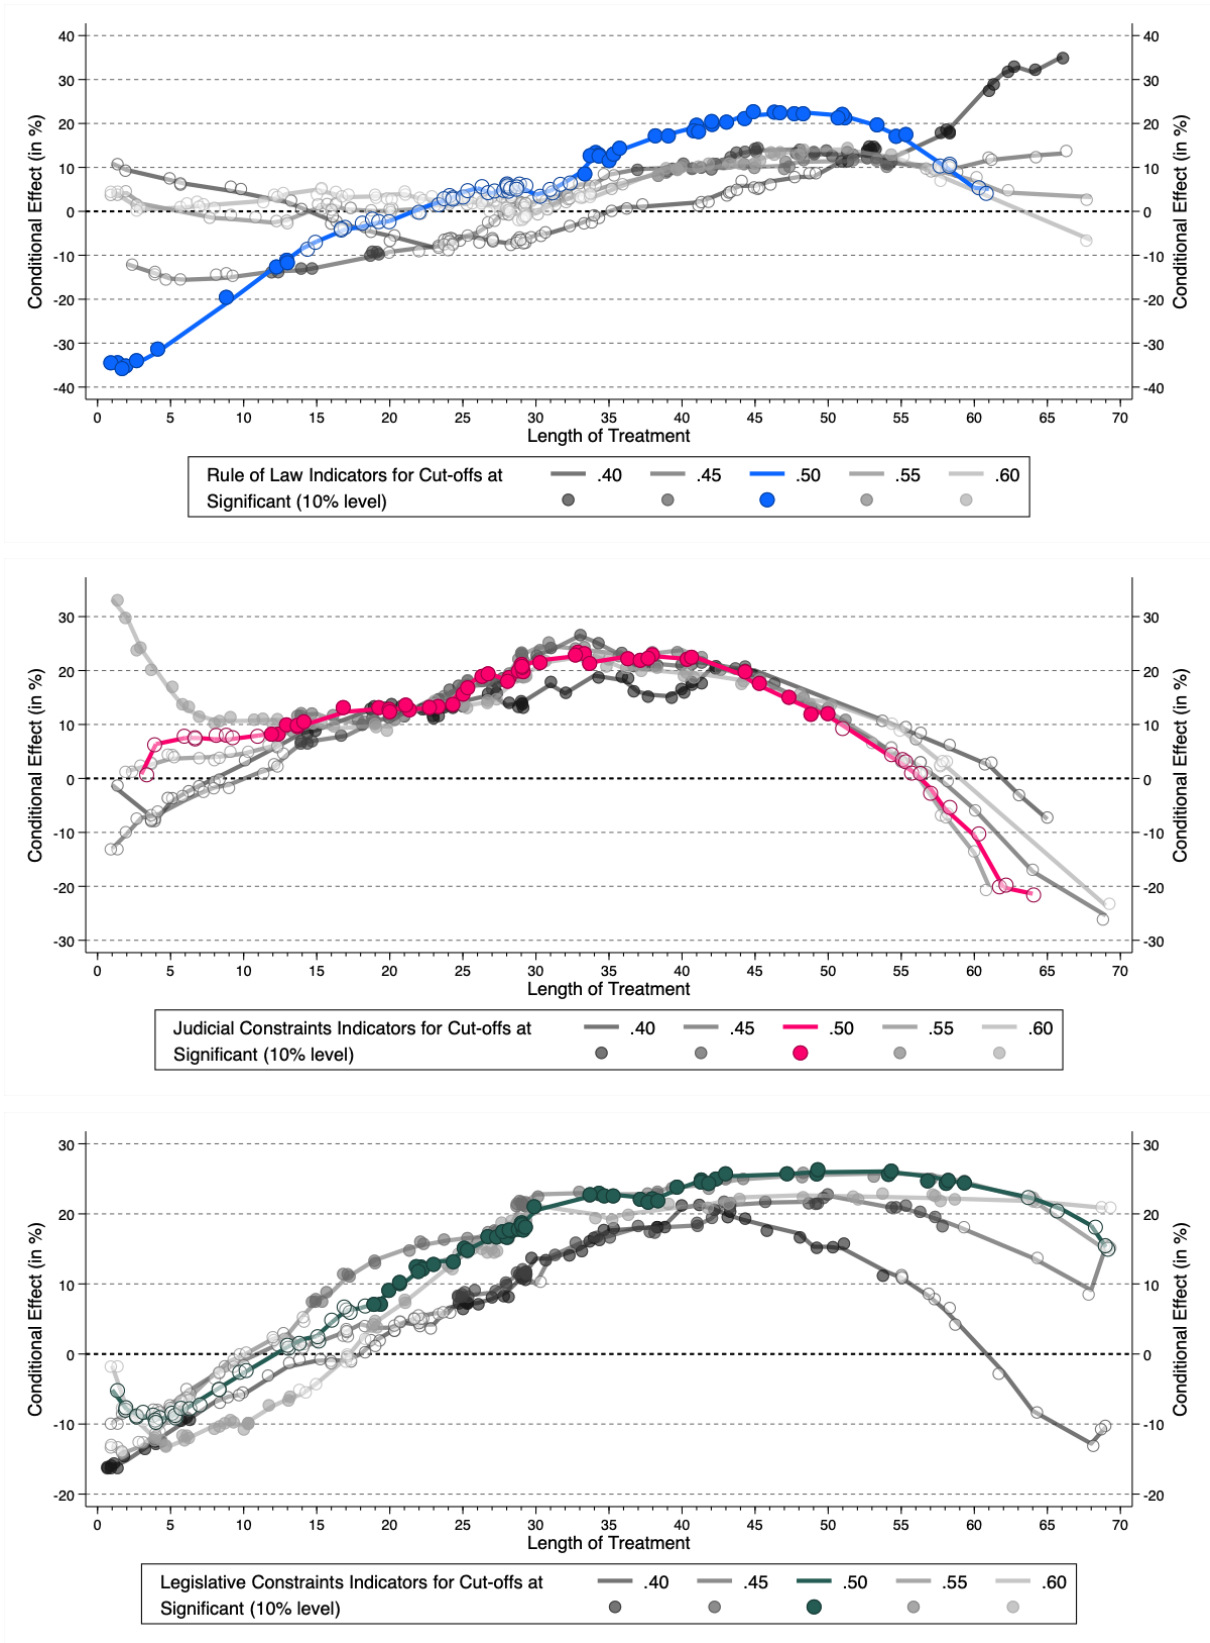 Conditional Effect (in %)
40 40
30 30
20 20
10 10
0 0
-10 -10
-20 -20
-30 -30
-40 -40
Conditional Effect (in %)
0 5 10 15 20 25 30 35 40 45 50 55 60 65 70
Length of Treatment
Rule of Law Indicators for Cut-offs at .40 .45 .50 .55 .60
Significant (10% level)
Conditional Effect (in %)
30 30
20 20
10 10
0 0
-10 -10
-20 -20
-30 -30
Conditional Effect (in %)
0 5 10 15 20 25 30 35 40 45 50 55 60 65 70
Length of Treatment
Judicial Constraints Indicators for Cut-offs at .40 .45 .50 .55 .60
Significant (10% level)
Conditional Effect (in %)
30 30
20 20
10 10
0 0
-10 -10
-20 -20
Conditional Effect (in %)
0 5 10 15 20 25 30 35 40 45 50 55 60 65 70
Length of Treatment
Legislative Constraints Indicators for Cut-offs at .40 .45 .50 .55 .60
Significant (10% level)